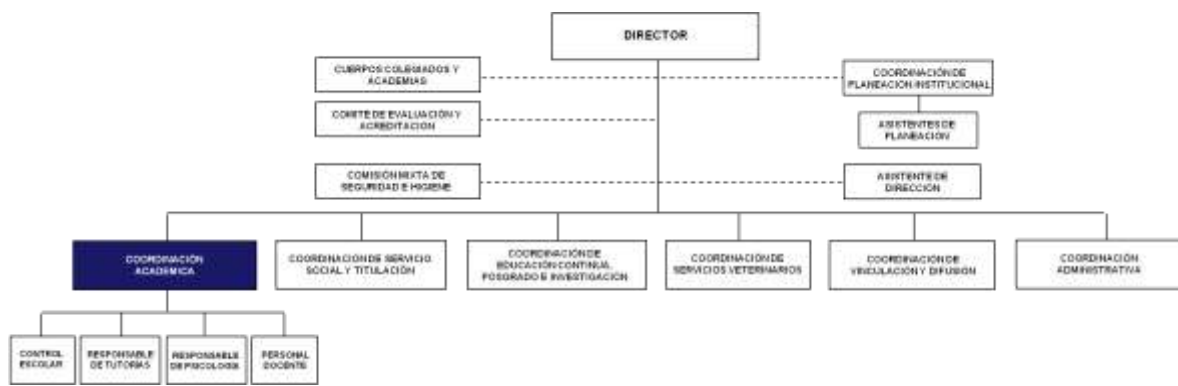 DIRECTOR
CUERPOS COLEGIADOS Y
ACADEMIAS
COORDINACIÓN DE
PLANEACION INSTITUCIONAL
COMITÉ DE EVALUACIÓN Y
ACREDITACIÓN
ASISTENTES DE
PLANEACIÓN
COMISIÓN MIXTA DE
SEGURIDAD E HIGIENE
ASISTENTE DE
DIRECCIÓN
COORDINACIÓN
ACADÉMICA
COORDINACION DE SERVICIO
SOCIAL Y TITULACIÓN
COORDINACIÓN DE
EDUCACIÓN CONTINUA,
POSGRADO E INVESTIGACIÓN
COORDINACIÓN DE
SERVICIOS VETERINARIOS
COORDINACIÓN DE
VINCULACIÓN Y DIFUSIÓN
COORDINACIÓN
ADMINISTRATIVA
CONTROL
ESCOLAR
RESPONSABLE
DE TUTORÍAS
RESPONSABLE
DE PSICOLOGÍA
PERSONAL
DOCENTE